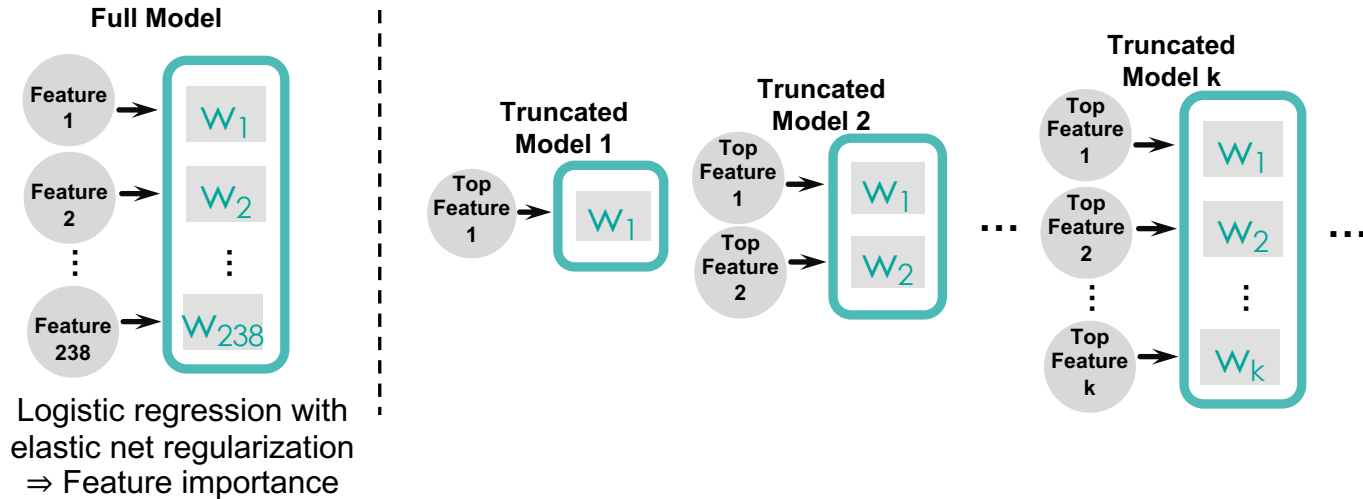 Full Model
Feature
1
w1
Feature
2
w2
⋮
⋮
Feature
238
w238
Logistic regression with
elastic net regularization
⇒ Feature importance
Truncated
Model 1
Top
Feature
1
w1
Truncated
Model 2
Top
Feature
1
w1
Top
Feature
2
w2
...
Truncated
Model k
Top
Feature
1
w1
Top
Feature
2
w2
⋮
⋮
Top
Feature
k
wk
...